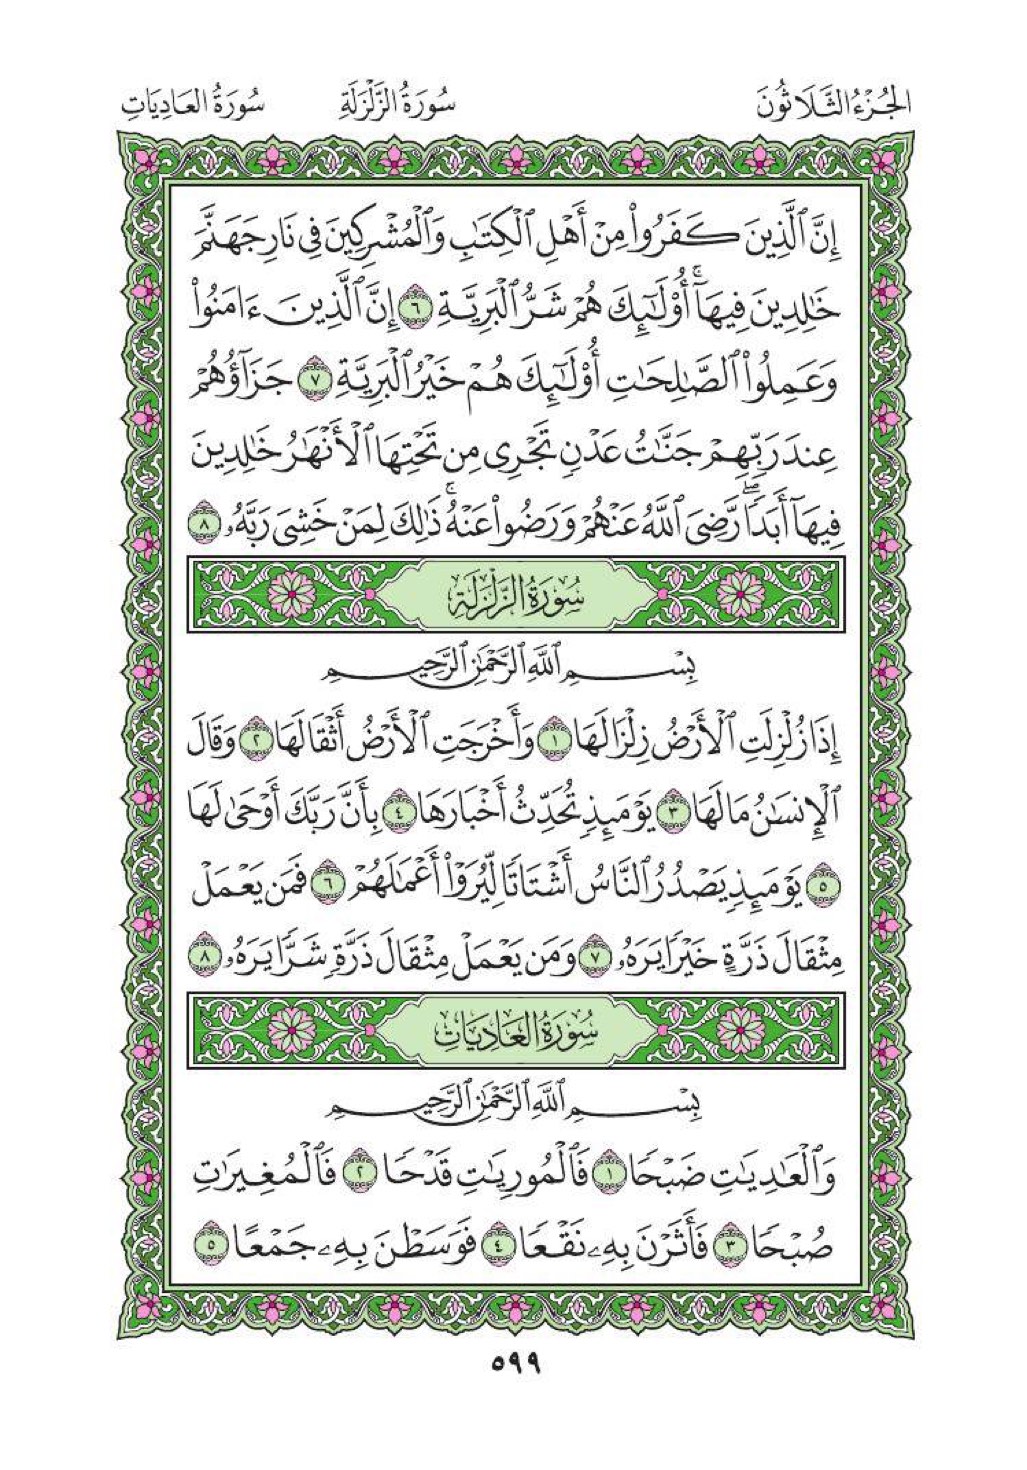 الجُزْءُ الثَّلَاثُونَ سُورَةُ الزَّلْزَلَةِ سُورَةُ العَادِيَاتِ
إِنَّ ٱلَّذِينَ كَفَرُوا۟ مِنْ أَهْلِ ٱلْكِتَٰبِ وَٱلْمُشْرِكِينَ فِى نَارِ جَهَنَّمَ
خَٰلِدِينَ فِيهَآ ۚ أُو۟لَٰٓئِكَ هُمْ شَرُّ ٱلْبَرِيَّةِ ٦ إِنَّ ٱلَّذِينَ ءَامَنُوا۟
وَعَمِلُوا۟ ٱلصَّٰلِحَٰتِ أُو۟لَٰٓئِكَ هُمْ خَيْرُ ٱلْبَرِيَّةِ ٧ جَزَآؤُهُمْ
عِندَ رَبِّهِمْ جَنَّٰتُ عَدْنٍ تَجْرِى مِن تَحْتِهَا ٱلْأَنْهَٰرُ خَٰلِدِينَ
فِيهَآ أَبَدًا ۖ رَّضِىَ ٱللَّهُ عَنْهُمْ وَرَضُوا۟ عَنْهُ ۚ ذَٰلِكَ لِمَنْ خَشِىَ رَبَّهُۥ ٨
سُورَةُ الزَّلْزَلَةِ
بِسْمِ ٱللَّهِ ٱلرَّحْمَٰنِ ٱلرَّحِيمِ
إِذَا زُلْزِلَتِ ٱلْأَرْضُ زِلْزَالَهَا ١ وَأَخْرَجَتِ ٱلْأَرْضُ أَثْقَالَهَا ٢ وَقَالَ
ٱلْإِنسَٰنُ مَا لَهَا ٣ يَوْمَئِذٍ تُحَدِّثُ أَخْبَارَهَا ٤ بِأَنَّ رَبَّكَ أَوْحَىٰ لَهَا
٥ يَوْمَئِذٍ يَصْدُرُ ٱلنَّاسُ أَشْتَاتًا لِّيُرَوْا۟ أَعْمَٰلَهُمْ ٦ فَمَن يَعْمَلْ
مِثْقَالَ ذَرَّةٍ خَيْرًا يَرَهُۥ ٧ وَمَن يَعْمَلْ مِثْقَالَ ذَرَّةٍ شَرًّا يَرَهُۥ ٨
سُورَةُ العَادِيَاتِ
بِسْمِ ٱللَّهِ ٱلرَّحْمَٰنِ ٱلرَّحِيمِ
وَٱلْعَٰدِيَٰتِ ضَبْحًا ١ فَٱلْمُورِيَٰتِ قَدْحًا ٢ فَٱلْمُغِيرَٰتِ
صُبْحًا ٣ فَأَثَرْنَ بِهِۦ نَقْعًا ٤ فَوَسَطْنَ بِهِۦ جَمْعًا ٥
٥٩٩